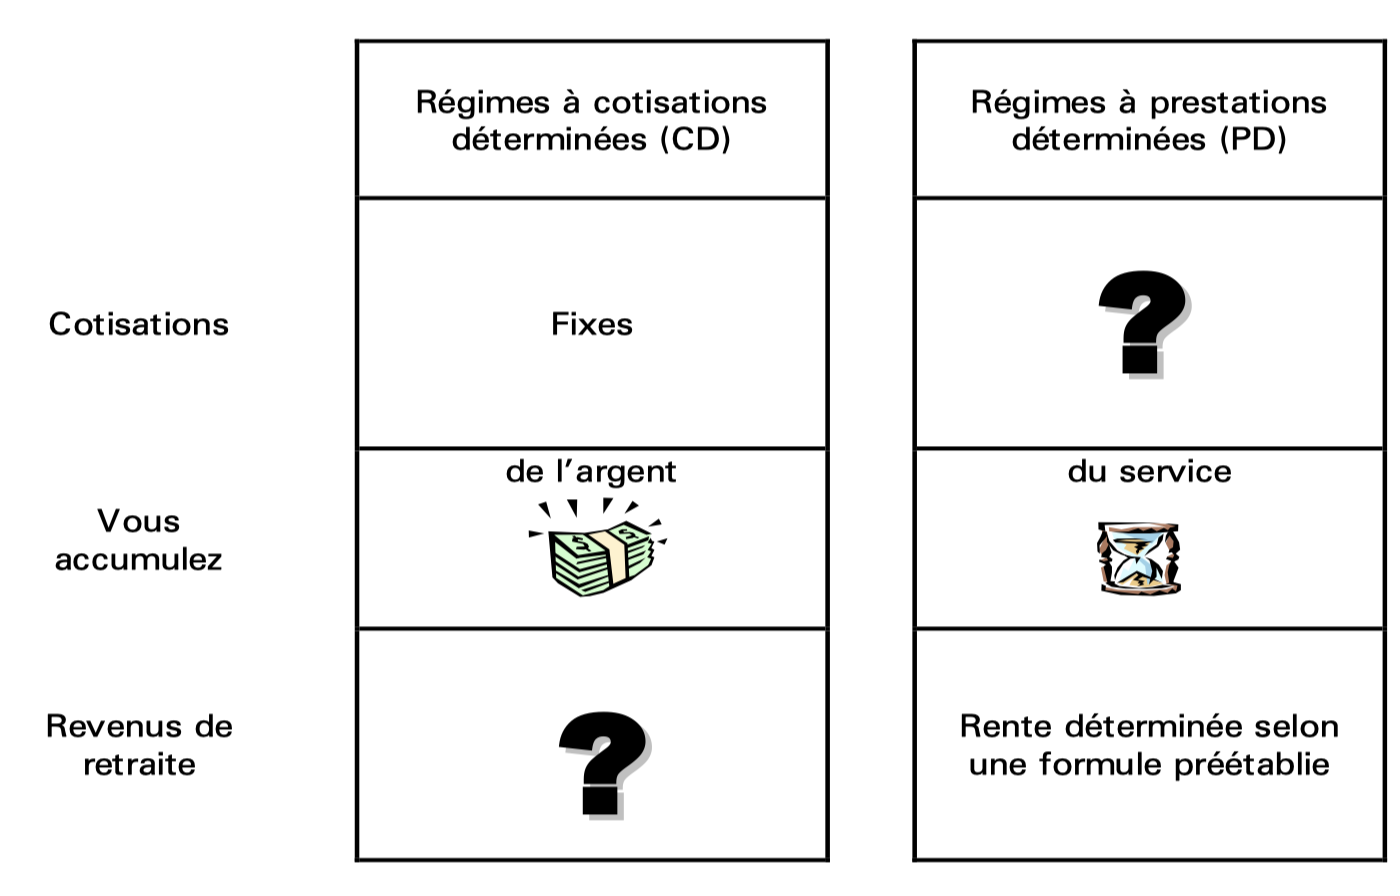 Régimes à cotisations
déterminées (CD)
Régimes à prestations
déterminées (PD)
Cotisations
Fixes
?
Vous
accumulez
de l'argent
du service
Revenus de
retraite
?
Rente déterminée selon
une formule préétablie